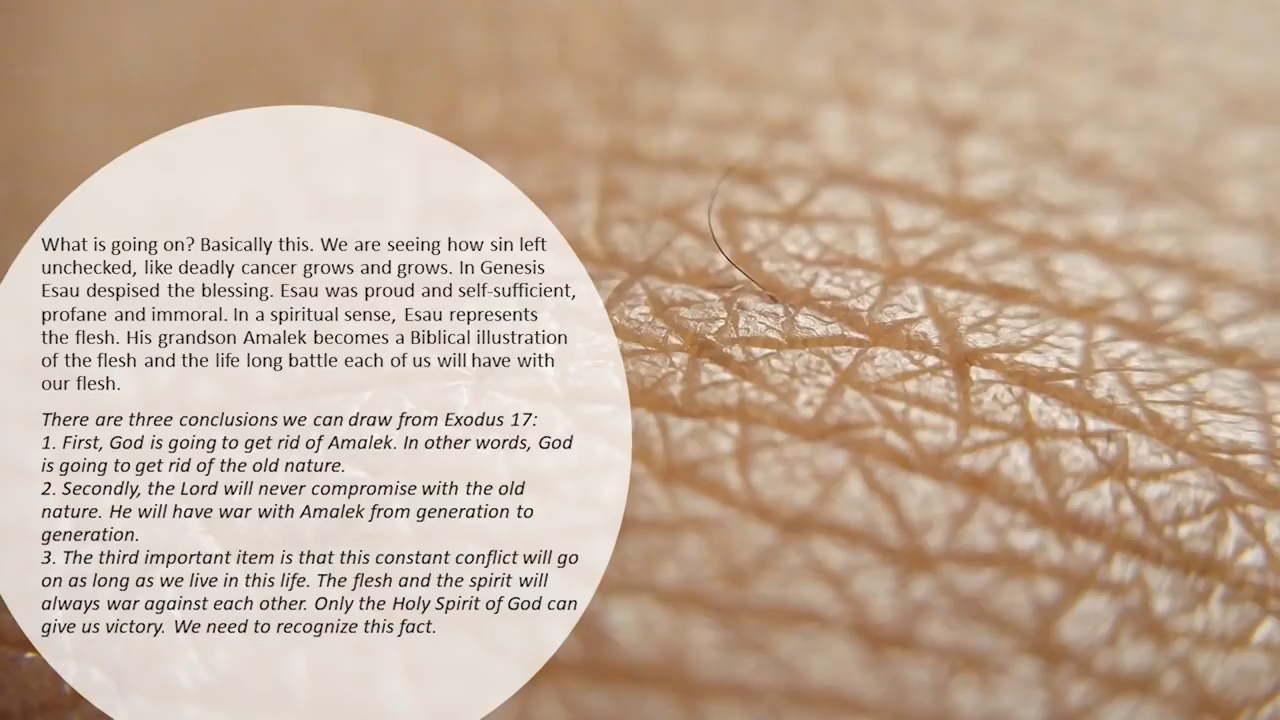 What is going on? Basically this. We are seeing how sin left
unchecked, like deadly cancer grows and grows. In Genesis
Esau despised the blessing. Esau was proud and self-sufficient,
profane and immoral. In a spiritual sense, Esau represents
the flesh. His grandson Amalek becomes a Biblical illustration
of the flesh and the life long battle each of us will have with
our flesh.
There are three conclusions we can draw from Exodus 17:
1. First, God is going to get rid of Amalek. In other words, God
is going to get rid of the old nature.
2. Secondly, the Lord will never compromise with the old
nature. He will have war with Amalek from generation to
generation.
3. The third important item is that this constant conflict will go
on as long as we live in this life. The flesh and the spirit will
always war against each other. Only the Holy Spirit of God can
give us victory. We need to recognize this fact.